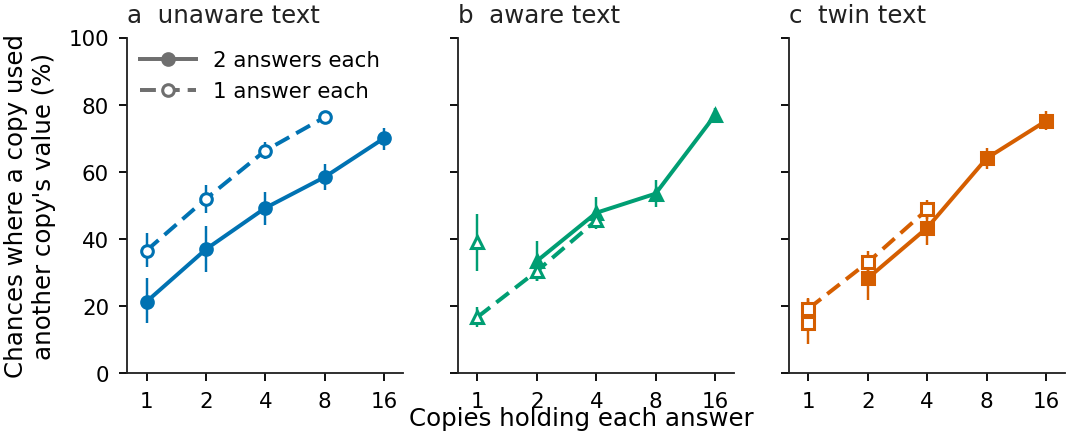 a unaware text
b aware text
c twin text
Chances where a copy used
another copy's value (%)
100
80
60
40
20
0
2 answers each
1 answer each
1 2 4 8 16
1 2 4 8 16
1 2 4 8 16
Copies holding each answer